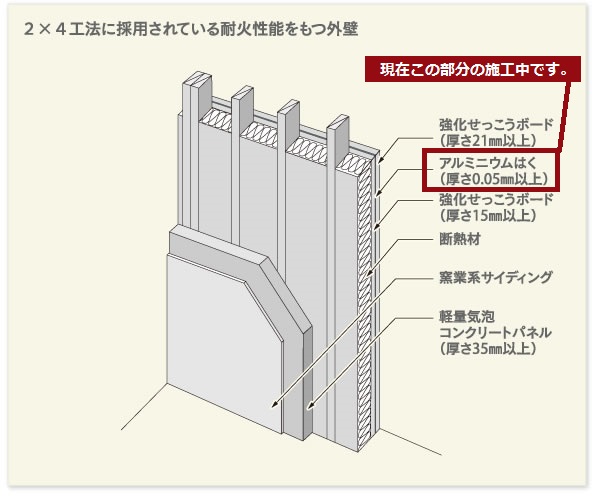 ２×４工法に採用されている耐火性能をもつ外壁
現在この部分の施工中です。
強化せっこうボード
（厚さ21㎜以上）
アルミニウムはく
（厚さ0.05㎜以上）
強化せっこうボード
（厚さ15㎜以上）
断熱材
窯業系サイディング
軽量気泡
コンクリートパネル
（厚さ35㎜以上）